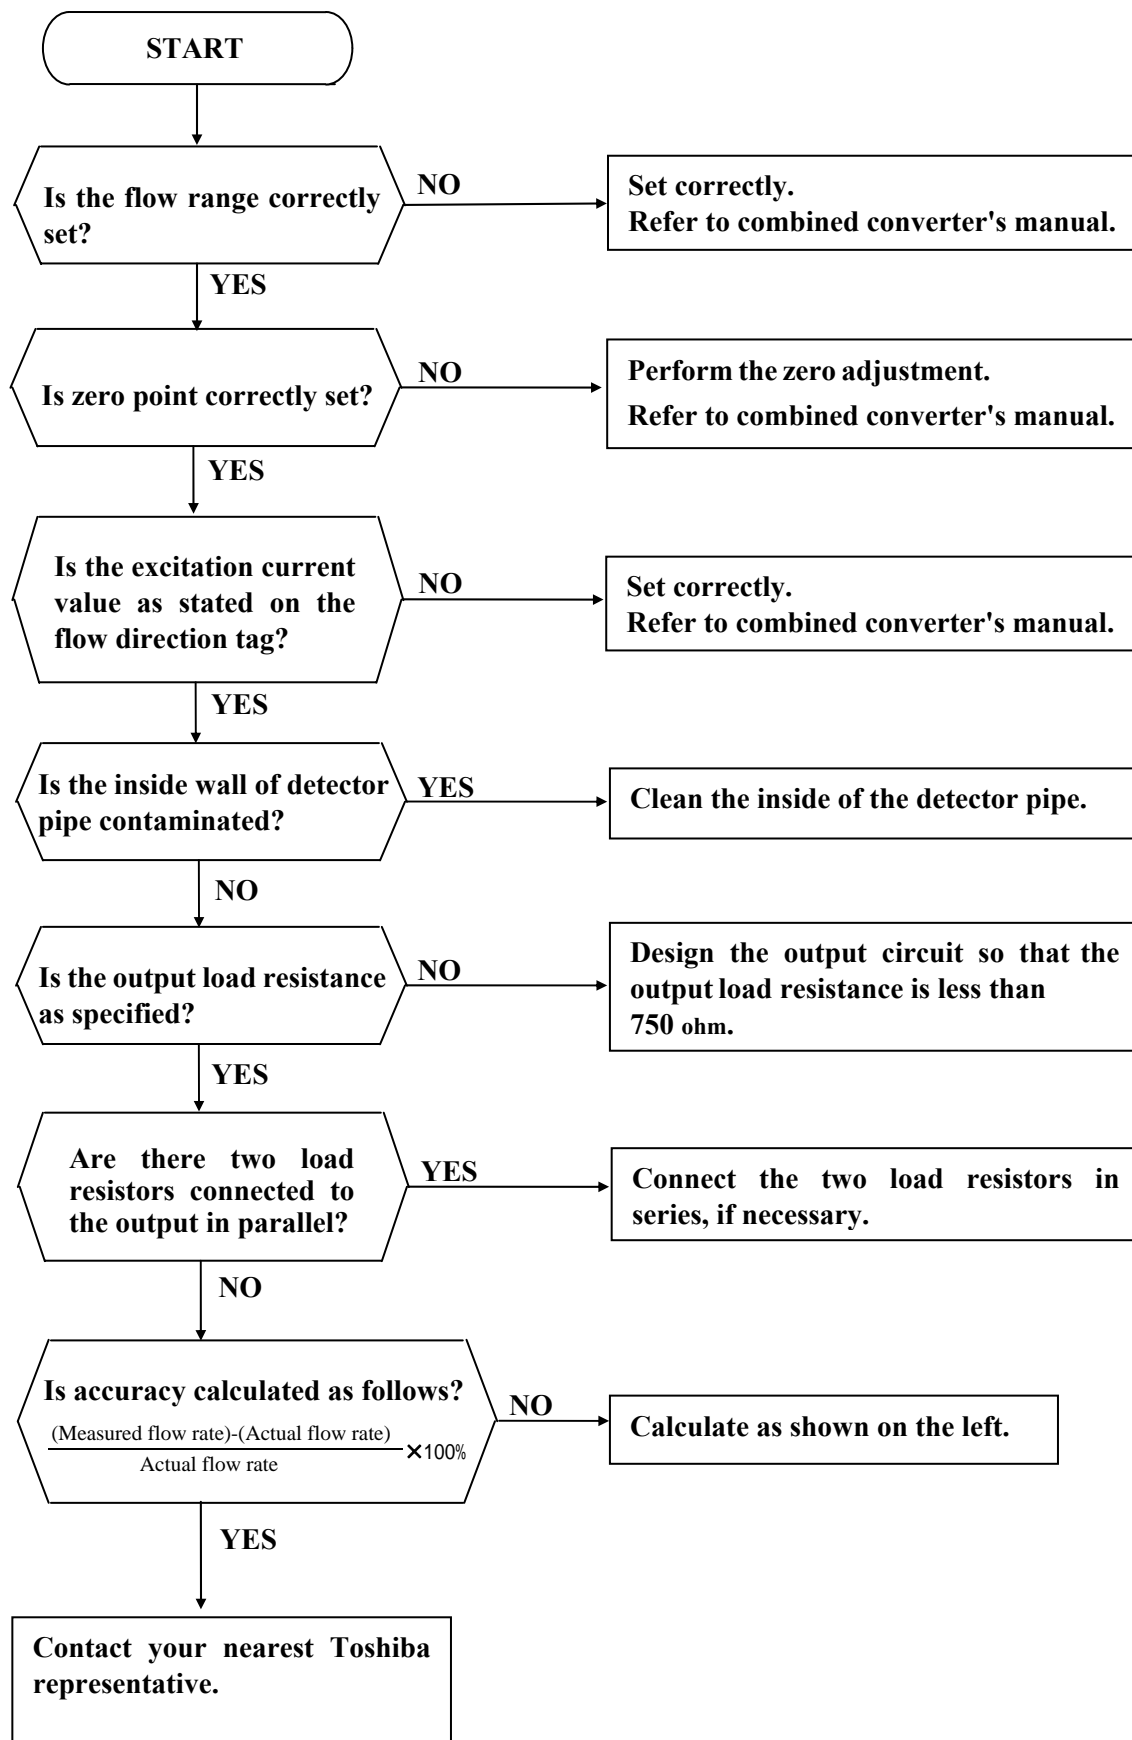 START
Is the flow range correctly
set?
NO
Set correctly.
Refer to combined converter's manual.
YES
Is zero point correctly set?
NO
Perform the zero adjustment.
Refer to combined converter's manual.
YES
Is the excitation current
value as stated on the
flow direction tag?
NO
Set correctly.
Refer to combined converter's manual.
YES
Is the inside wall of detector
pipe contaminated?
YES
Clean the inside of the detector pipe.
NO
Is the output load resistance
as specified?
NO
Design the output circuit so that the
output load resistance is less than
750 ohm.
YES
Are there two load
resistors connected to
the output in parallel?
YES
Connect the two load resistors in
series, if necessary.
NO
Is accuracy calculated as follows?
(Measured flow rate)-(Actual flow rate)
Actual flow rate
×100%
NO
Calculate as shown on the left.
YES
Contact your nearest Toshiba
representative.